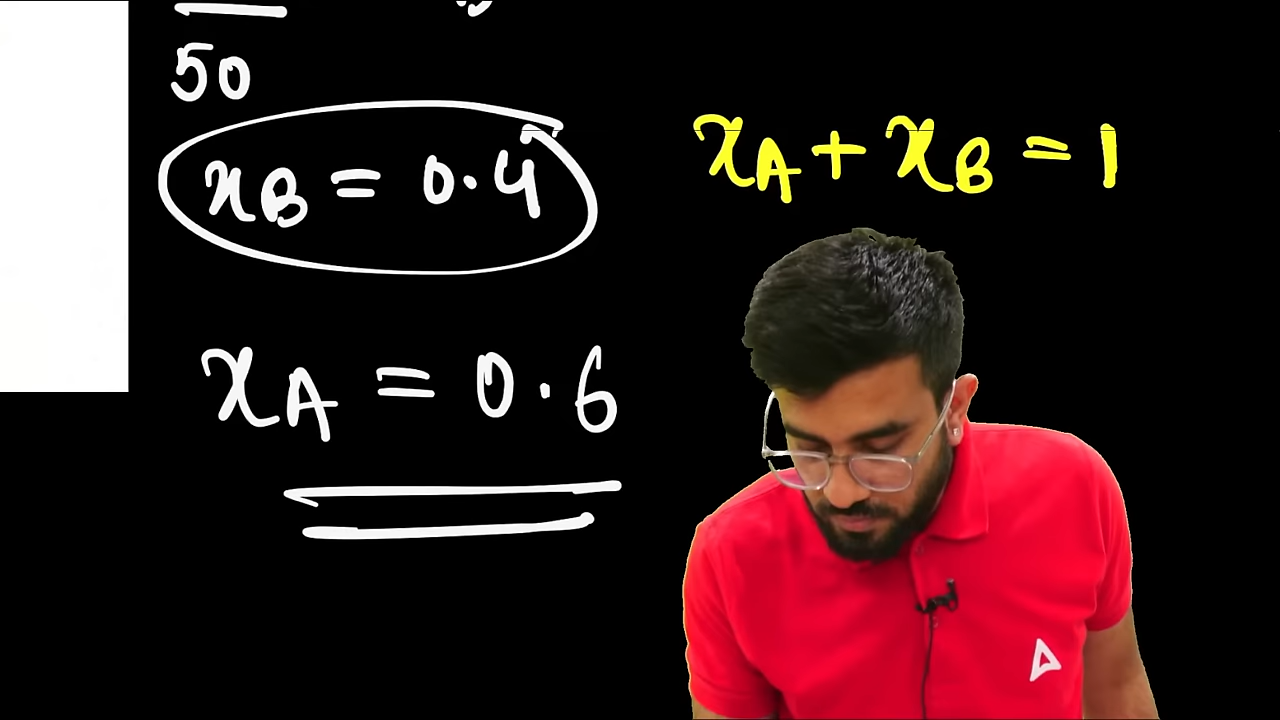 50
xB = 0.4
xA + xB = 1
xA = 0.6